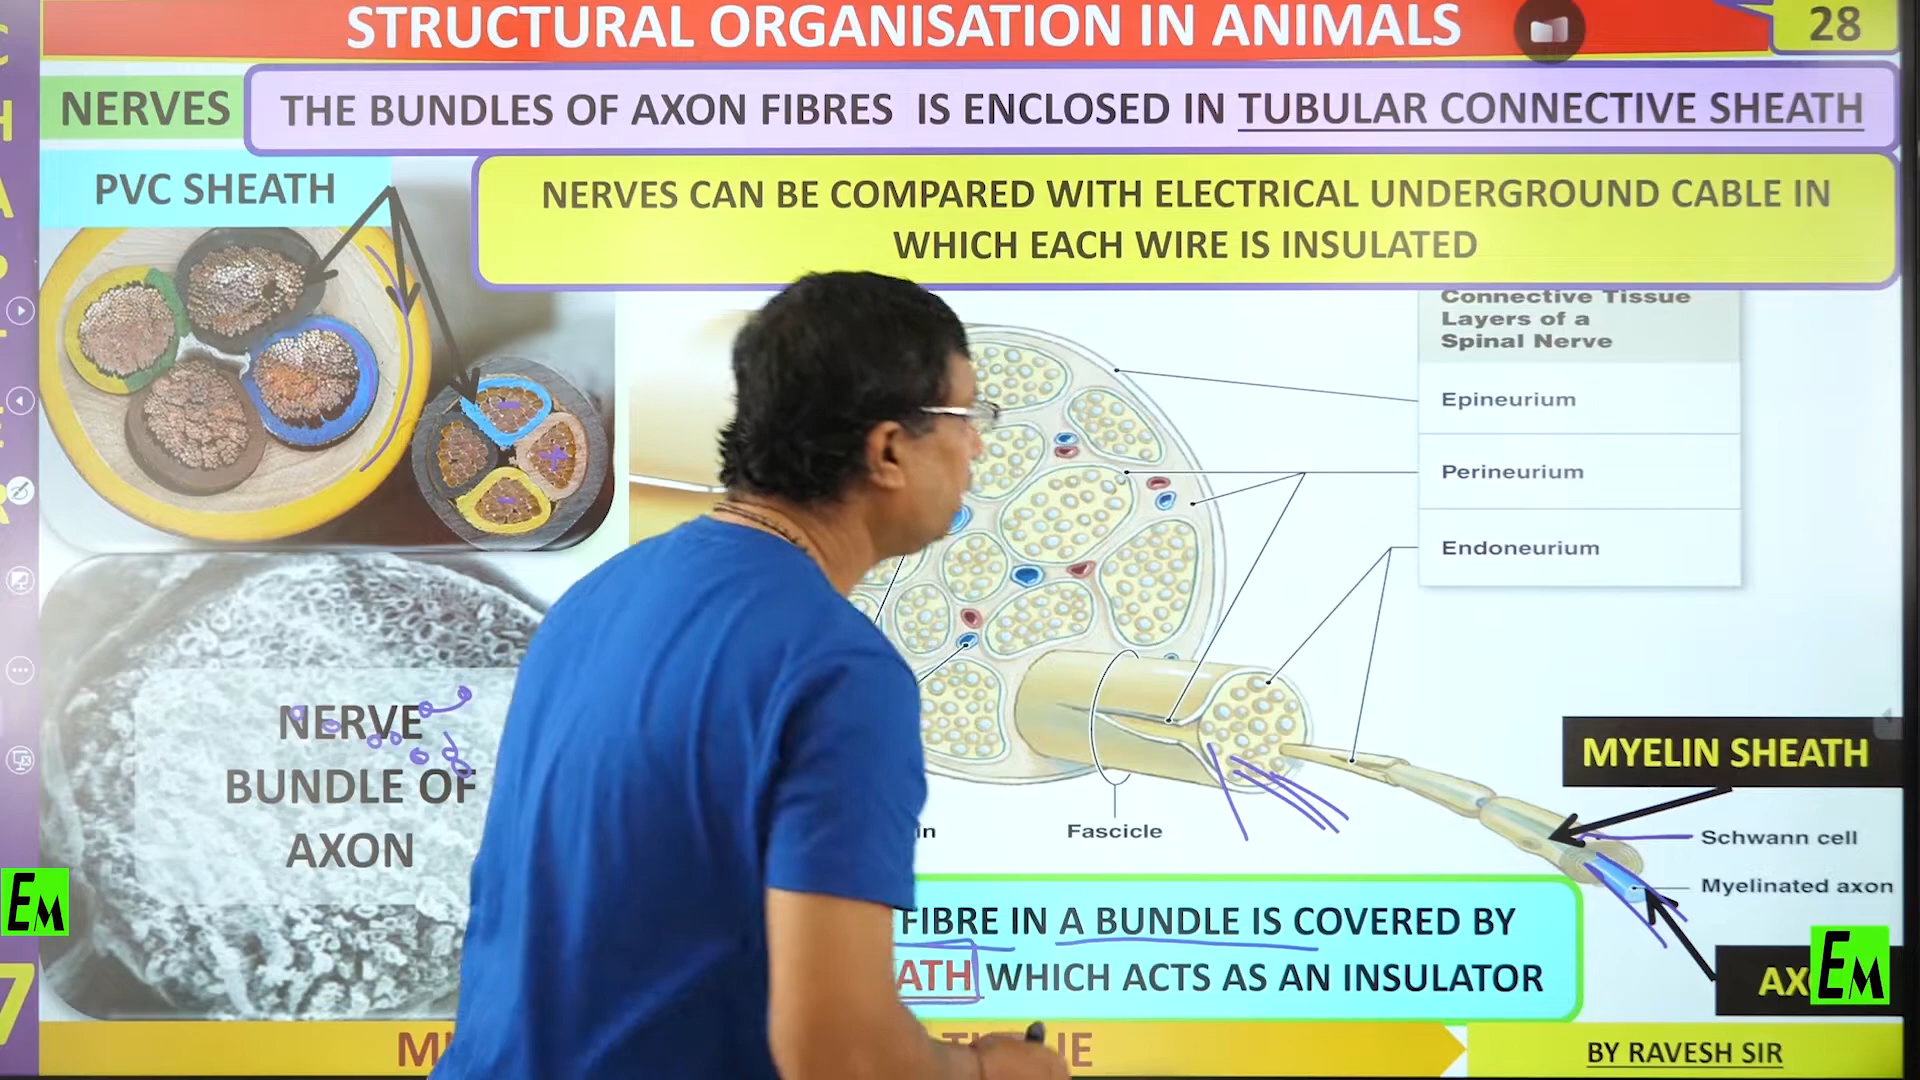 STRUCTURAL ORGANISATION IN ANIMALS
28
NERVES
THE BUNDLES OF AXON FIBRES IS ENCLOSED IN TUBULAR CONNECTIVE SHEATH
PVC SHEATH
NERVES CAN BE COMPARED WITH ELECTRICAL UNDERGROUND CABLE IN
WHICH EACH WIRE IS INSULATED
Connective Tissue
Layers of a
Spinal Nerve
Epineurium
Perineurium
Endoneurium
NERVE
BUNDLE OF
AXON
MYELIN SHEATH
Fascicle
Schwann cell
Myelinated axon
FIBRE IN A BUNDLE IS COVERED BY
WHICH ACTS AS AN INSULATOR
EM
EM
7
BY RAVESH SIR